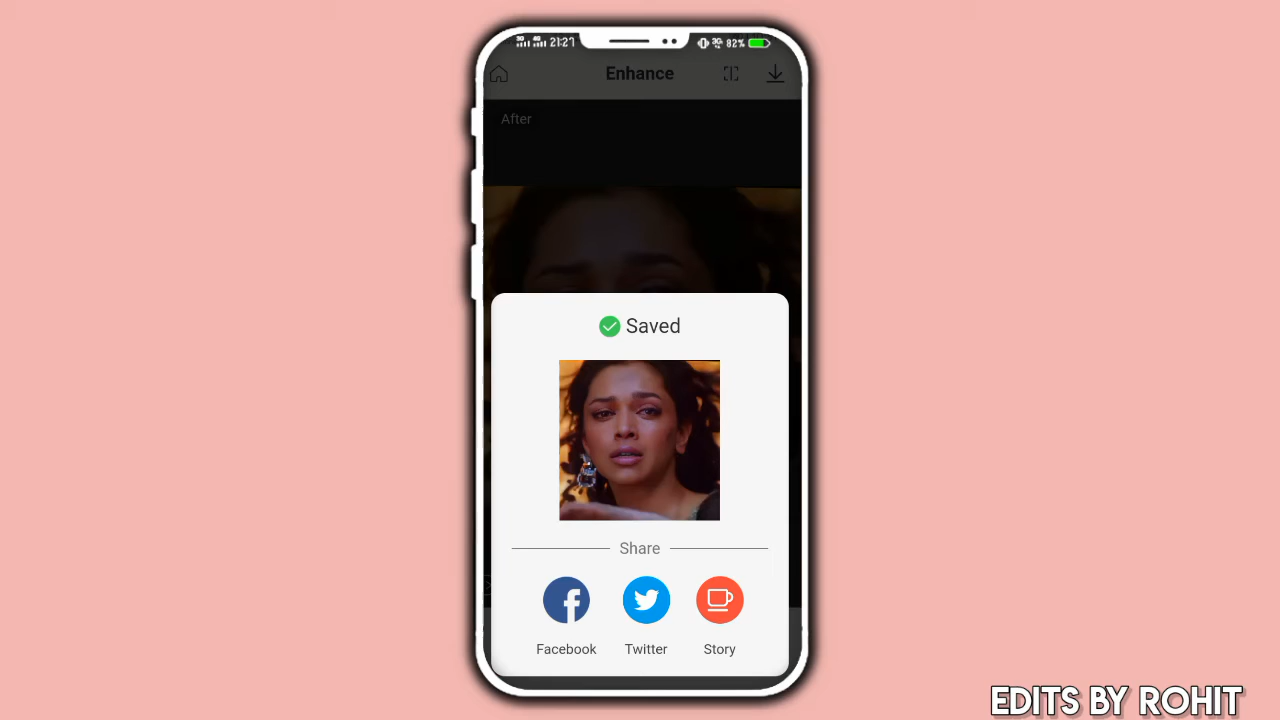 21:27
82%
Enhance
After
Saved
Share
Facebook Twitter Story
EDITS BY ROHIT